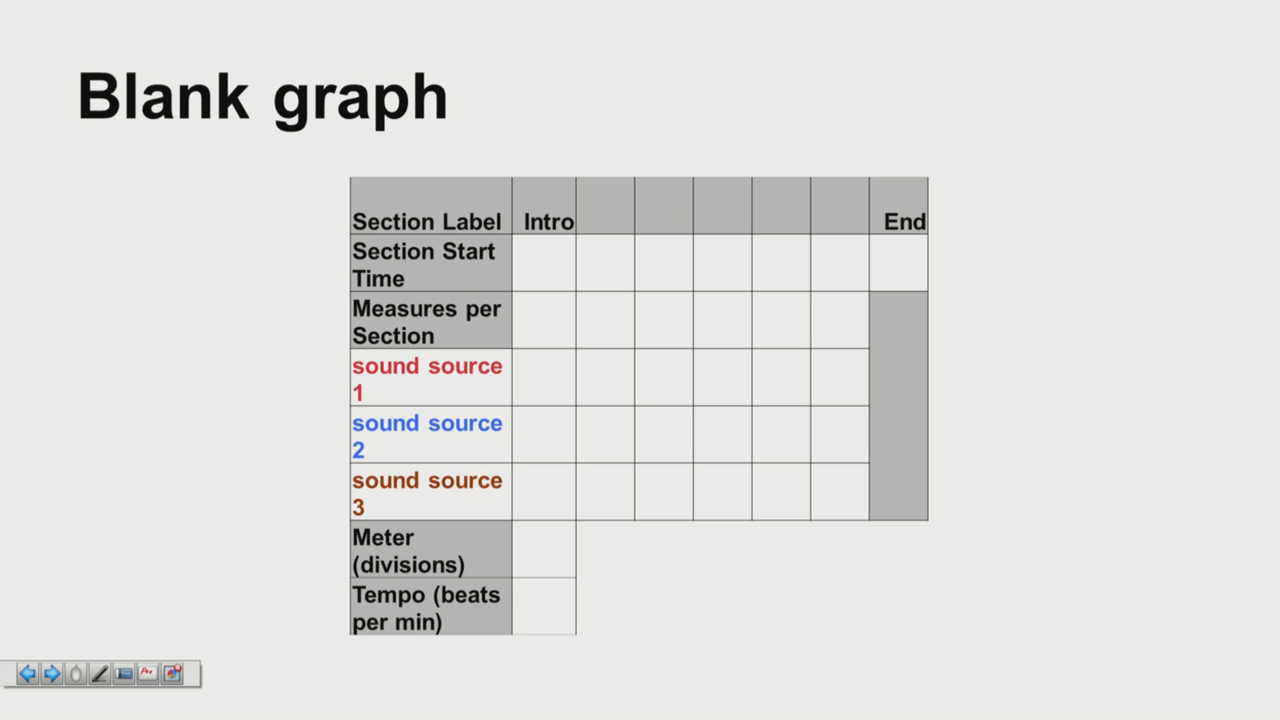 Blank graph
Section Label Intro End
Section Start
Time
Measures per
Section
sound source
1
sound source
2
sound source
3
Meter
(divisions)
Tempo (beats
per min)